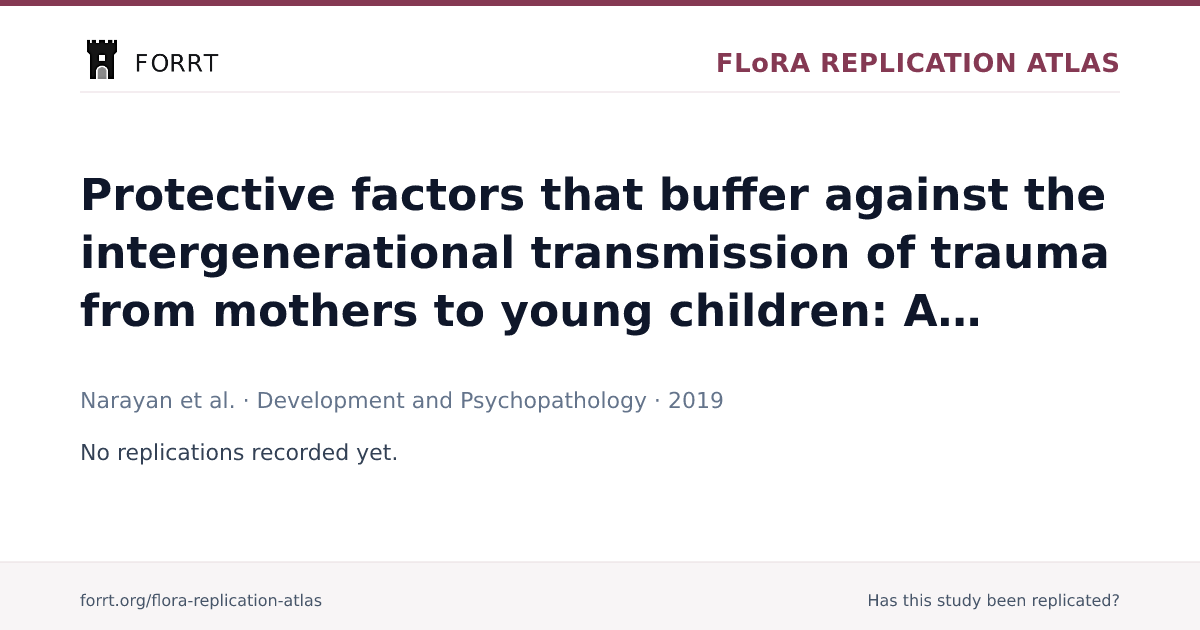 FORRT
FLoRA REPLICATION ATLAS
Protective factors that buffer against the
intergenerational transmission of trauma
from mothers to young children: A…
Narayan et al. · Development and Psychopathology · 2019
No replications recorded yet.
forrt.org/flora-replication-atlas
Has this study been replicated?